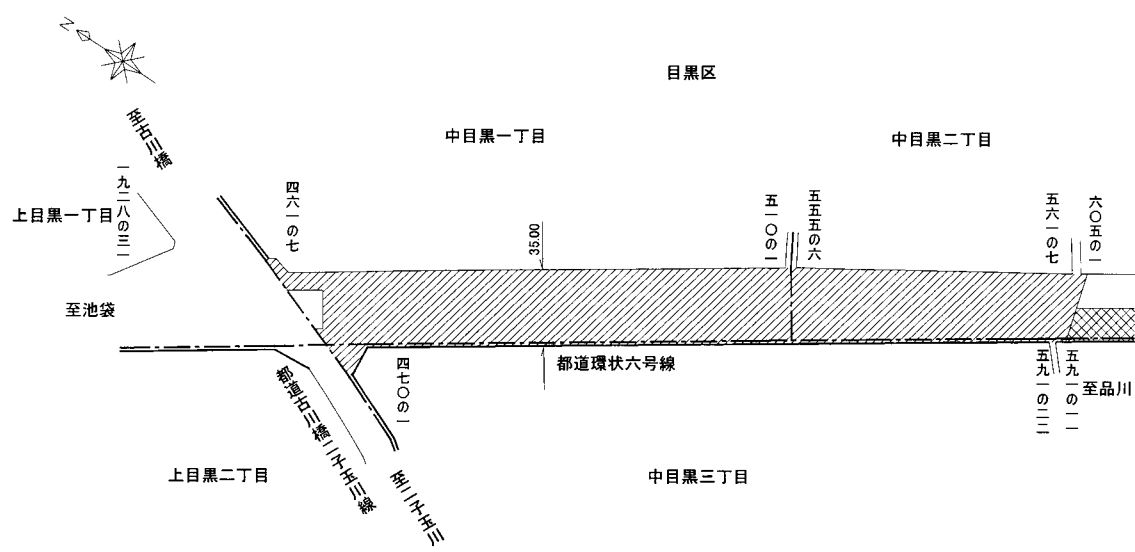 N
目黒区
中目黒一丁目
中目黒二丁目
至古川橋
一九二八の三一
上目黒一丁目
四六一の七
35.00
五一〇の一
五五五の六
五六一の七
六〇五の一
至池袋
都道環状六号線
四七〇の一
五九一の二二
五九一の一一
至品川
都道古川橋二子玉川線
上目黒二丁目
至二子玉川
中目黒三丁目